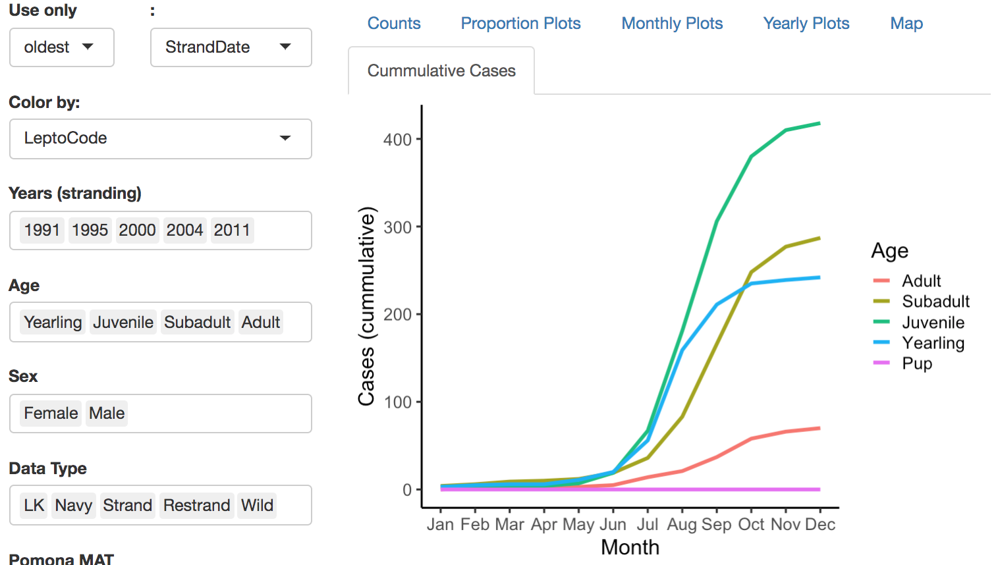 Use only :
oldest StrandDate
Color by:
LeptoCode
Years (stranding)
1991 1995 2000 2004 2011
Age
Yearling Juvenile Subadult Adult
Sex
Female Male
Data Type
LK Navy Strand Restrand Wild
Pomona MAT
Counts Proportion Plots Monthly Plots Yearly Plots Map
Cummulative Cases
Cases (cummulative)
400
300
200
100
0
Jan Feb Mar Apr May Jun Jul Aug Sep Oct Nov Dec
Month
Age
Adult
Subadult
Juvenile
Yearling
Pup